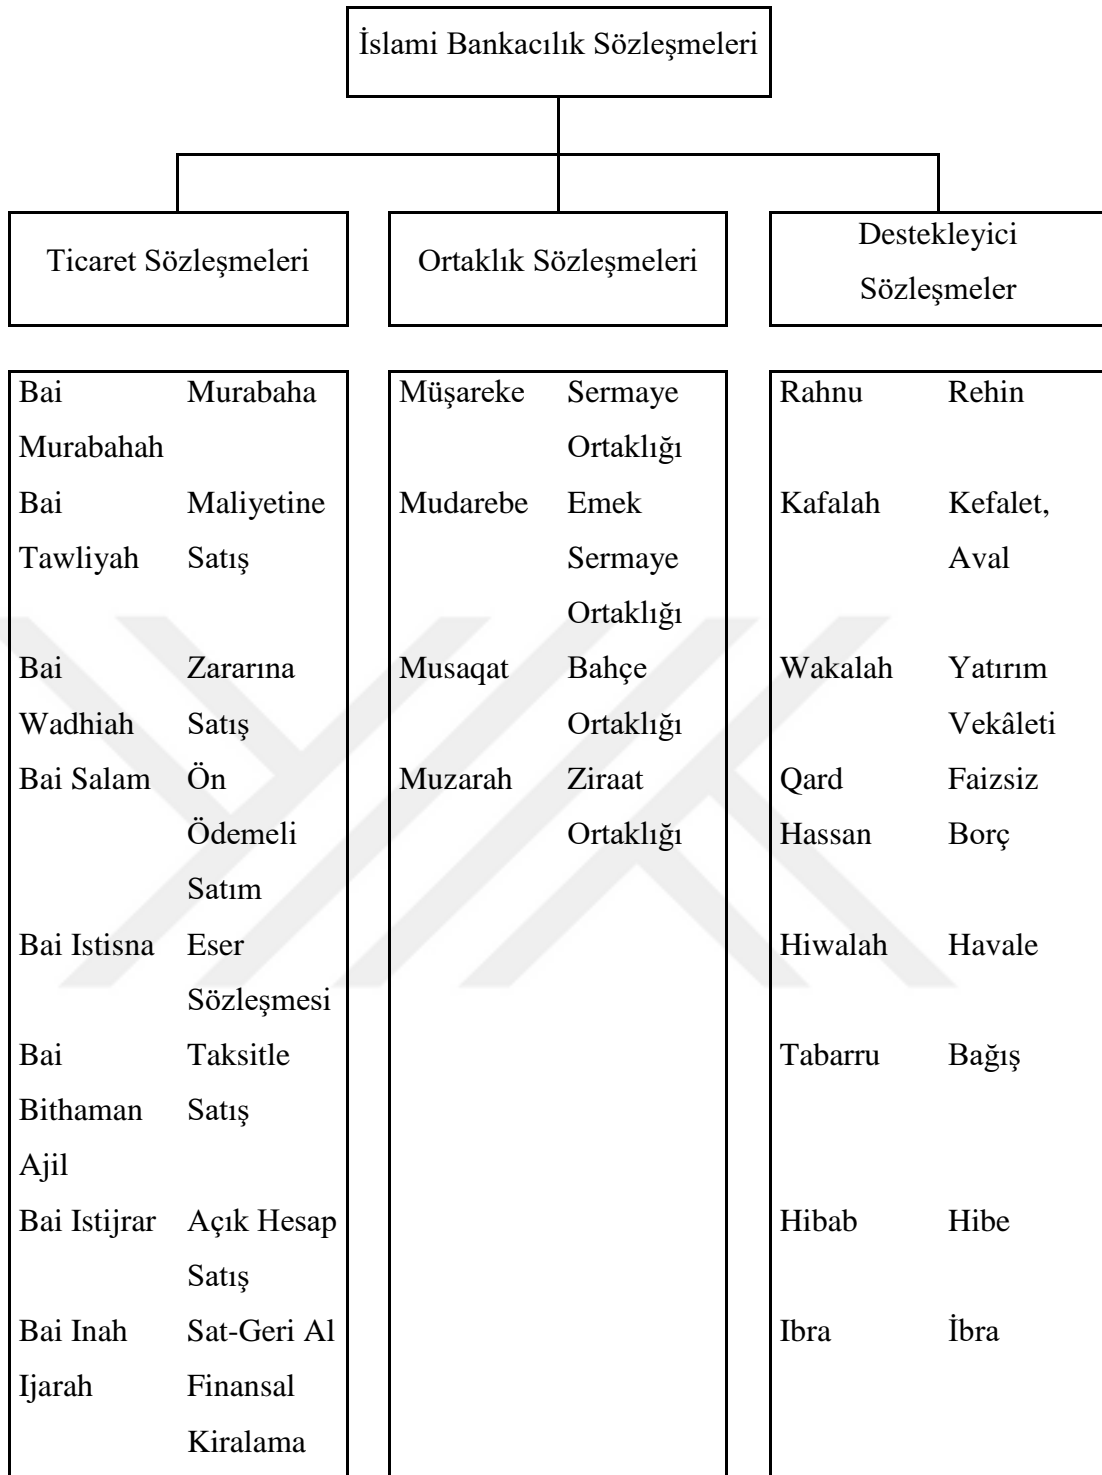 İslami Bankacılık Sözleşmeleri
Ticaret Sözleşmeleri
Ortaklık Sözleşmeleri
Destekleyici
Sözleşmeler
Bai Murabaha
Murabahah
Bai Maliyetine
Tawliyah Satış
Bai Zararına
Wadhiah Satış
Bai Salam Ön
Ödemeli
Satım
Bai Istisna Eser
Sözleşmesi
Bai Taksitle
Bithaman Satış
Ajil
Bai Istijrar Açık Hesap
Satış
Bai Inah Sat-Geri Al
Ijarah Finansal
Kiralama
Müşareke Sermaye
Ortaklığı
Mudarebe Emek
Sermaye
Ortaklığı
Musaqat Bahçe
Ortaklığı
Muzarah Ziraat
Ortaklığı
Rahnu Rehin
Kafalah Kefalet,
Aval
Wakalah Yatırım
Vekâleti
Qard Faizsiz
Hassan Borç
Hiwalah Havale
Tabarru Bağış
Hibab Hibe
Ibra İbra